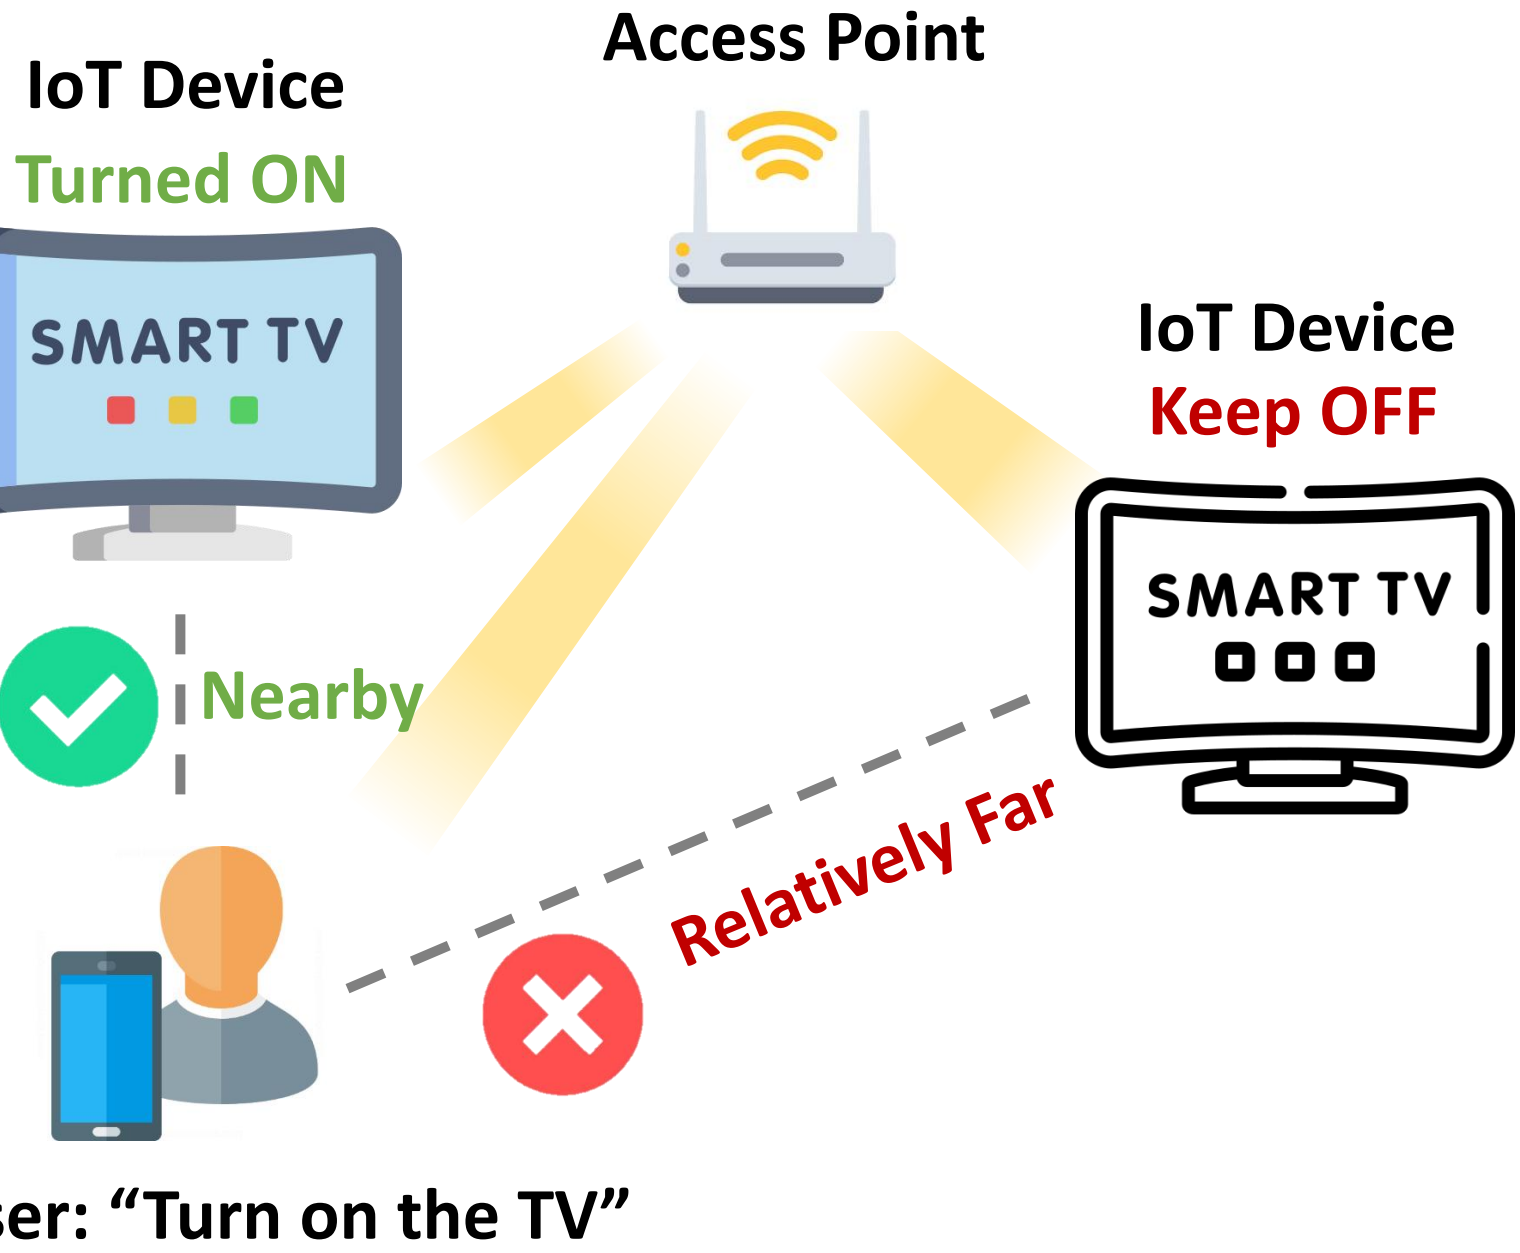 Access Point
IoT Device
Turned ON
SMART TV
IoT Device
Keep OFF
SMART TV
Nearby
Relatively Far
ser: “Turn on the TV”